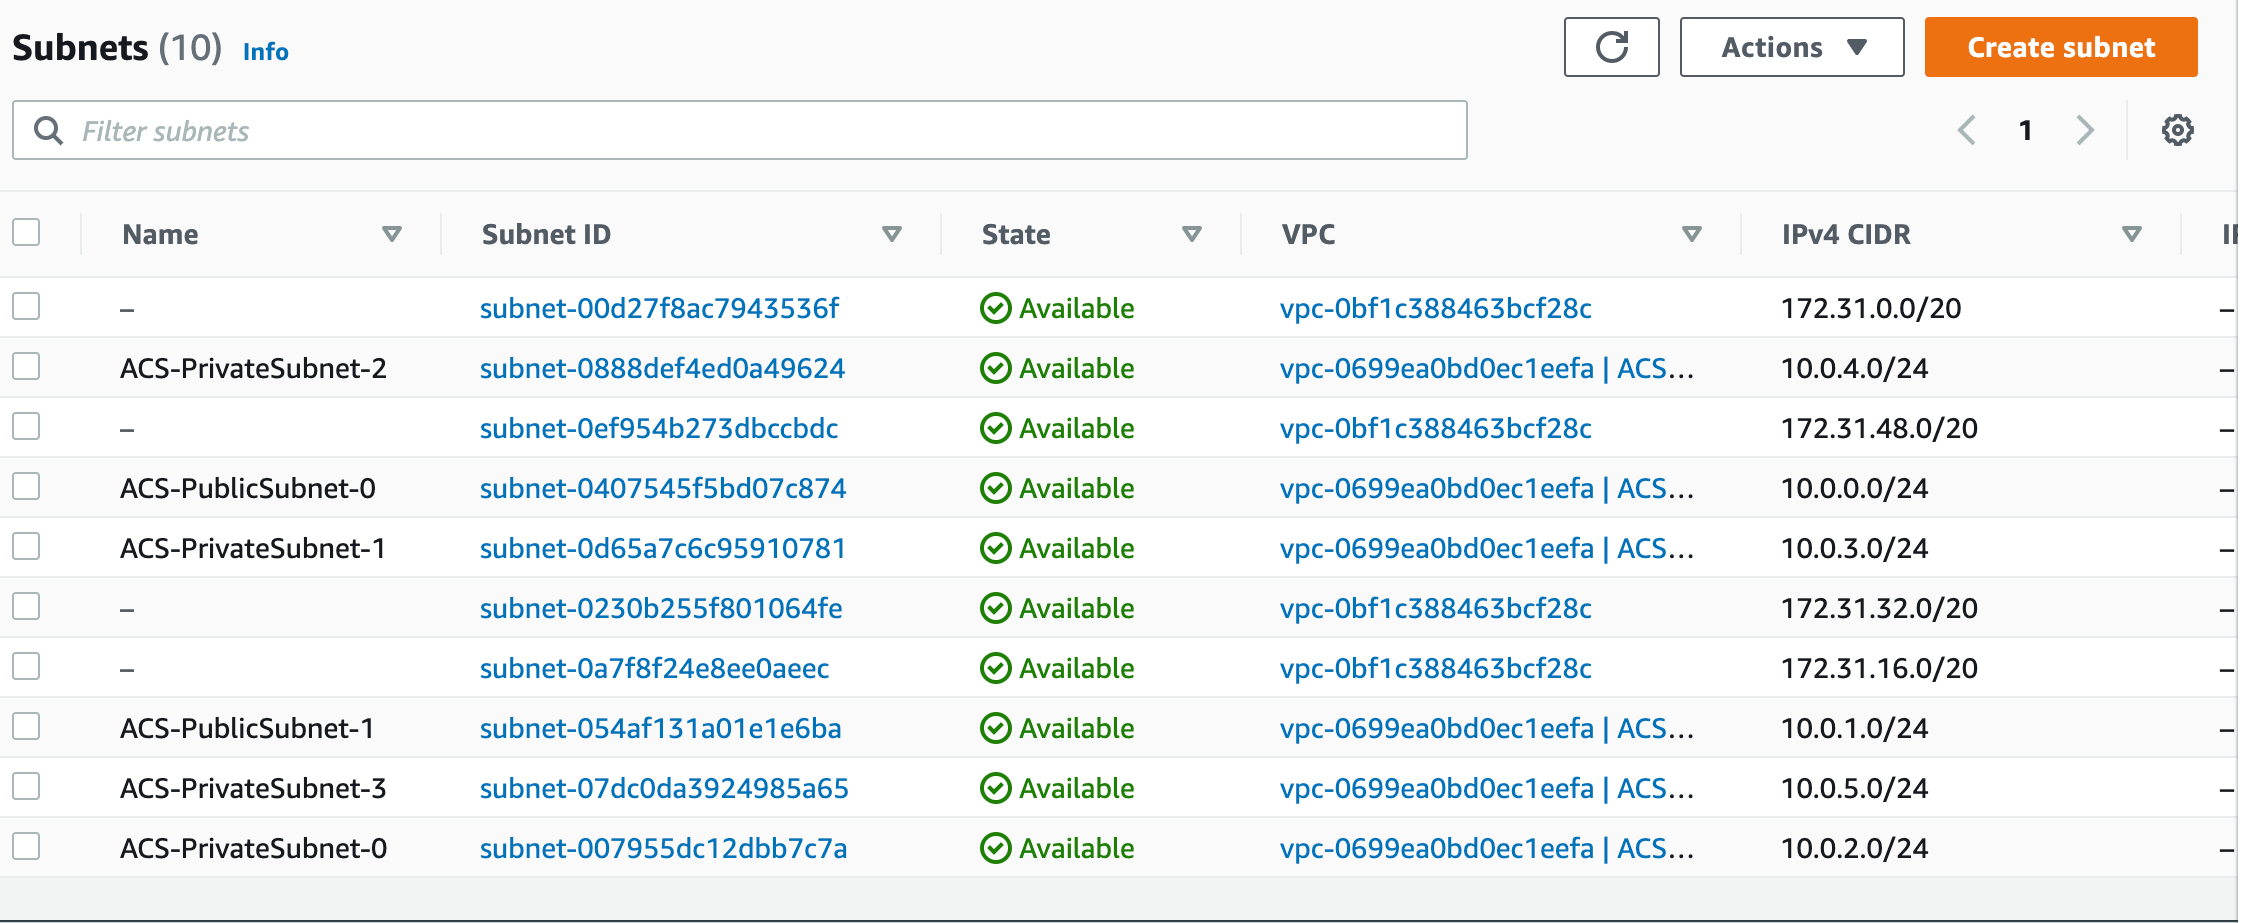 Subnets (10) Info
Actions
Create subnet
Filter subnets
1
Name Subnet ID State VPC IPv4 CIDR
– subnet-00d27f8ac7943536f Available vpc-0bf1c388463bcf28c 172.31.0.0/20 –
ACS-PrivateSubnet-2 subnet-0888def4ed0a49624 Available vpc-0699ea0bd0ec1eefa | ACS... 10.0.4.0/24 –
– subnet-0ef954b273dbccbdc Available vpc-0bf1c388463bcf28c 172.31.48.0/20 –
ACS-PublicSubnet-0 subnet-0407545f5bd07c874 Available vpc-0699ea0bd0ec1eefa | ACS... 10.0.0.0/24 –
ACS-PrivateSubnet-1 subnet-0d65a7c6c95910781 Available vpc-0699ea0bd0ec1eefa | ACS... 10.0.3.0/24 –
– subnet-0230b255f801064fe Available vpc-0bf1c388463bcf28c 172.31.32.0/20 –
– subnet-0a7f8f24e8ee0aeec Available vpc-0bf1c388463bcf28c 172.31.16.0/20 –
ACS-PublicSubnet-1 subnet-054af131a01e1e6ba Available vpc-0699ea0bd0ec1eefa | ACS... 10.0.1.0/24 –
ACS-PrivateSubnet-3 subnet-07dc0da3924985a65 Available vpc-0699ea0bd0ec1eefa | ACS... 10.0.5.0/24 –
ACS-PrivateSubnet-0 subnet-007955dc12dbb7c7a Available vpc-0699ea0bd0ec1eefa | ACS... 10.0.2.0/24 –